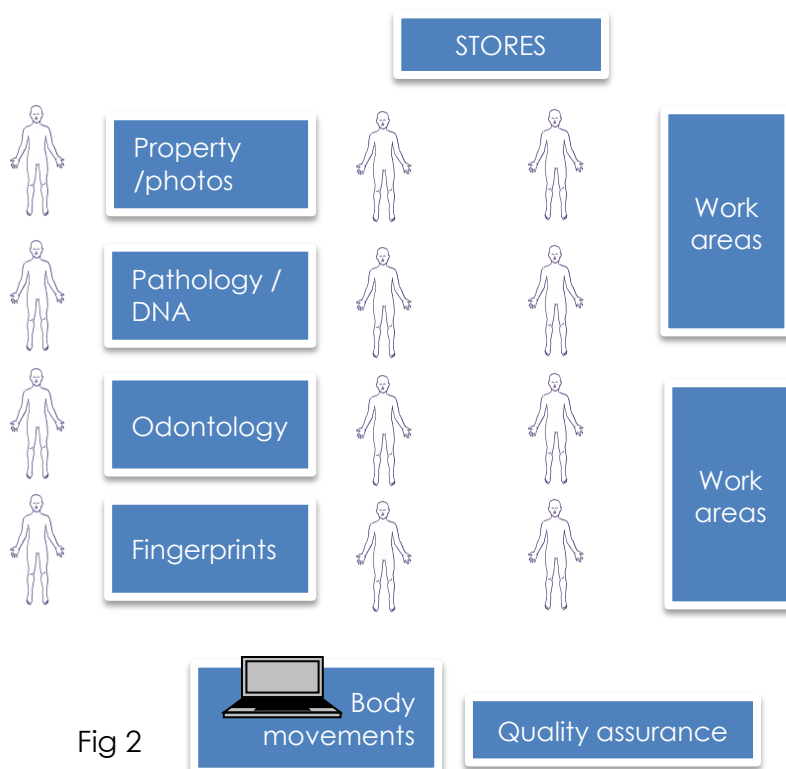 STORES
Property
/photos
Work
areas
Pathology /
DNA
Odontology
Work
areas
Fingerprints
Fig 2
Body
movements
Quality assurance